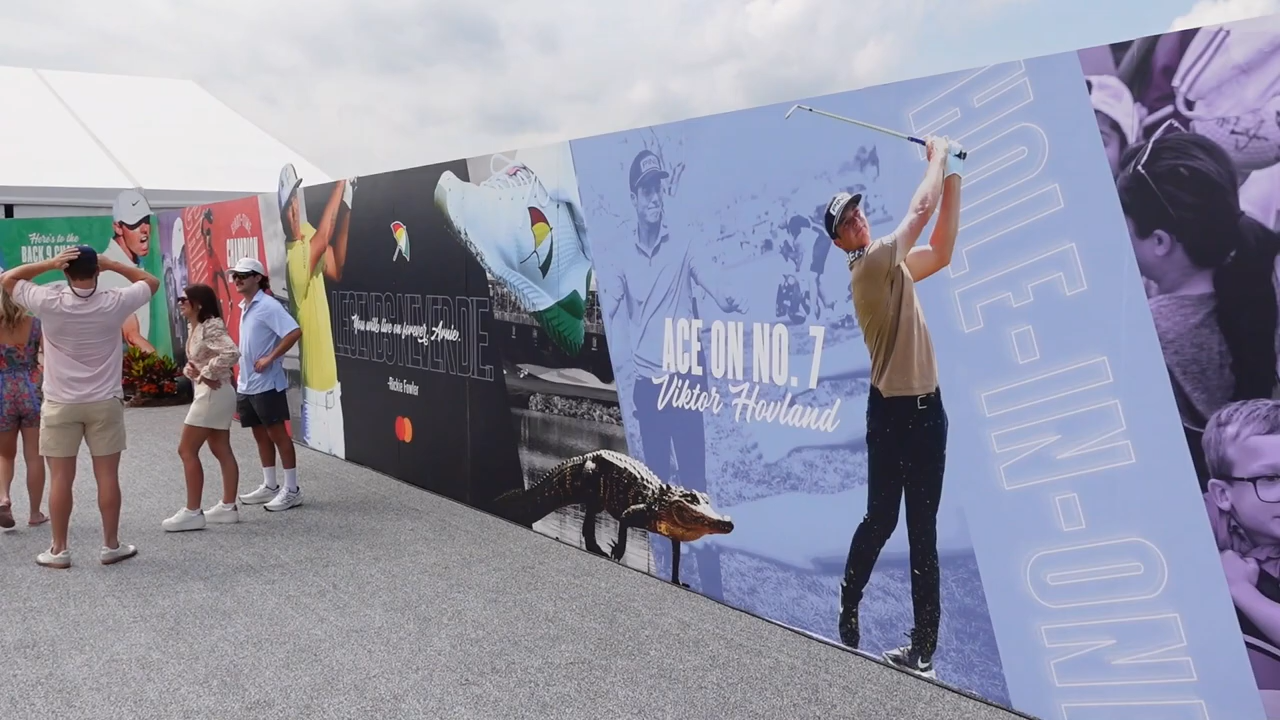 Here's to the
BACK 9
CHAMPION
LEGENDS NEVER DIE
You will live on forever, Arnie.
-Rickie Fowler
ACE ON NO. 7
Viktor Hovland
HOLE-IN-ONE